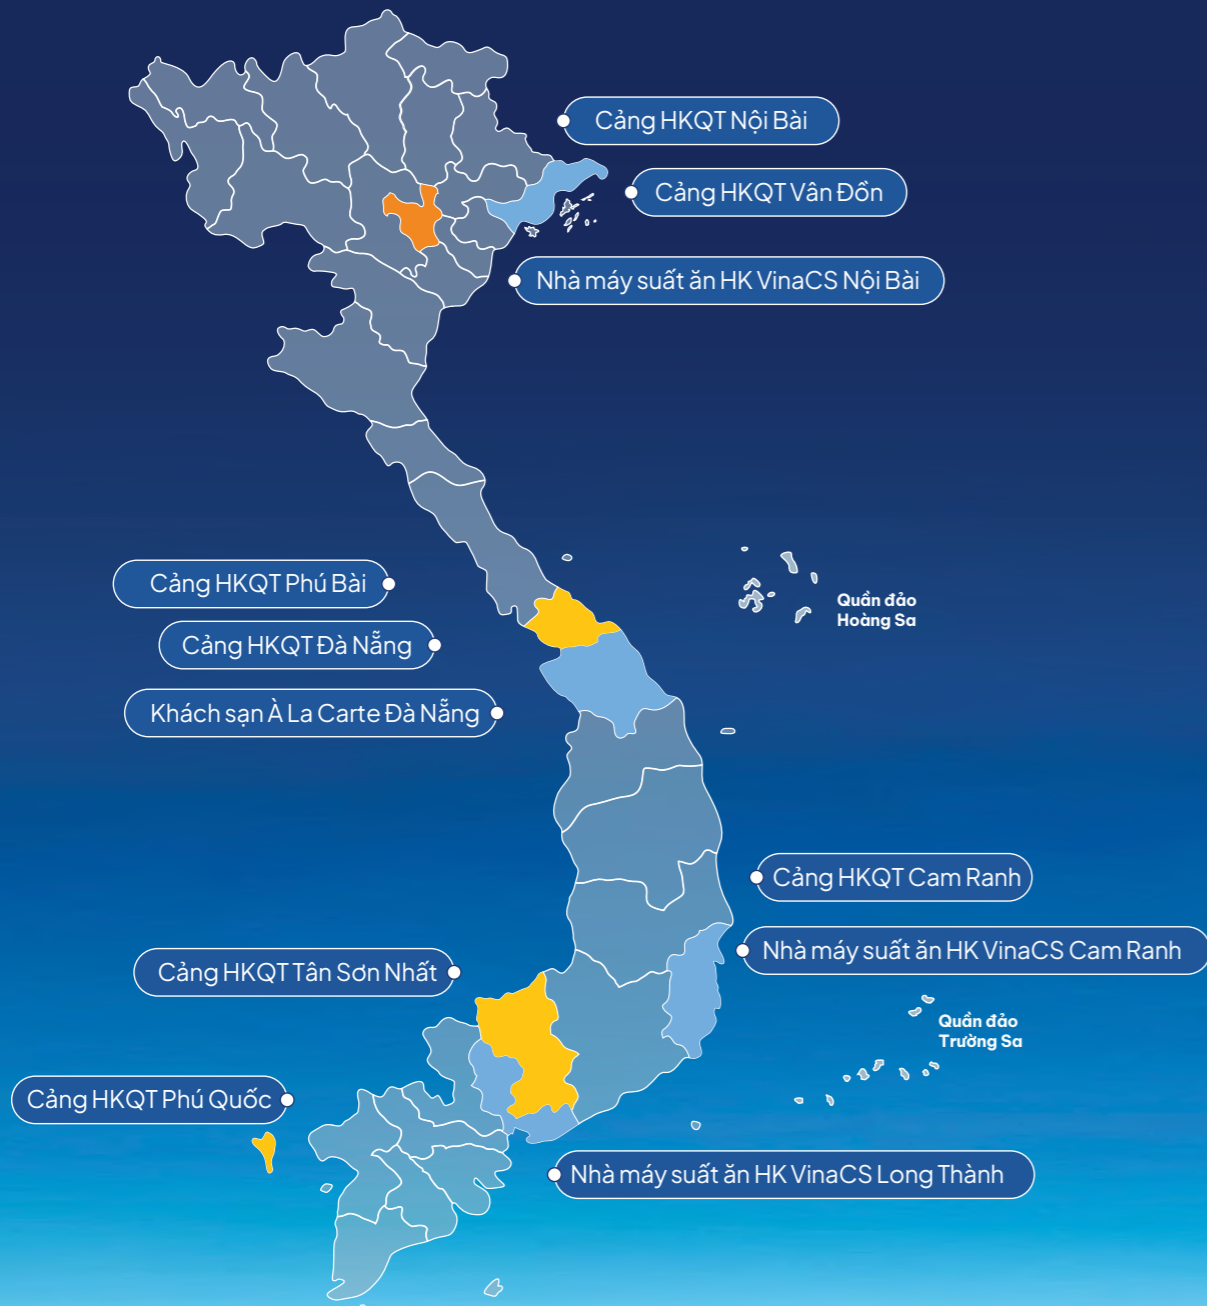 Cảng HKQT Nội Bài
Cảng HKQT Vân Đồn
Nhà máy suất ăn HK VinaCS Nội Bài
Cảng HKQT Phú Bài
Quần đảo
Hoàng Sa
Cảng HKQT Đà Nẵng
Khách sạn À La Carte Đà Nẵng
Cảng HKQT Cam Ranh
Nhà máy suất ăn HK VinaCS Cam Ranh
Cảng HKQT Tân Sơn Nhất
Quần đảo
Trường Sa
Cảng HKQT Phú Quốc
Nhà máy suất ăn HK VinaCS Long Thành